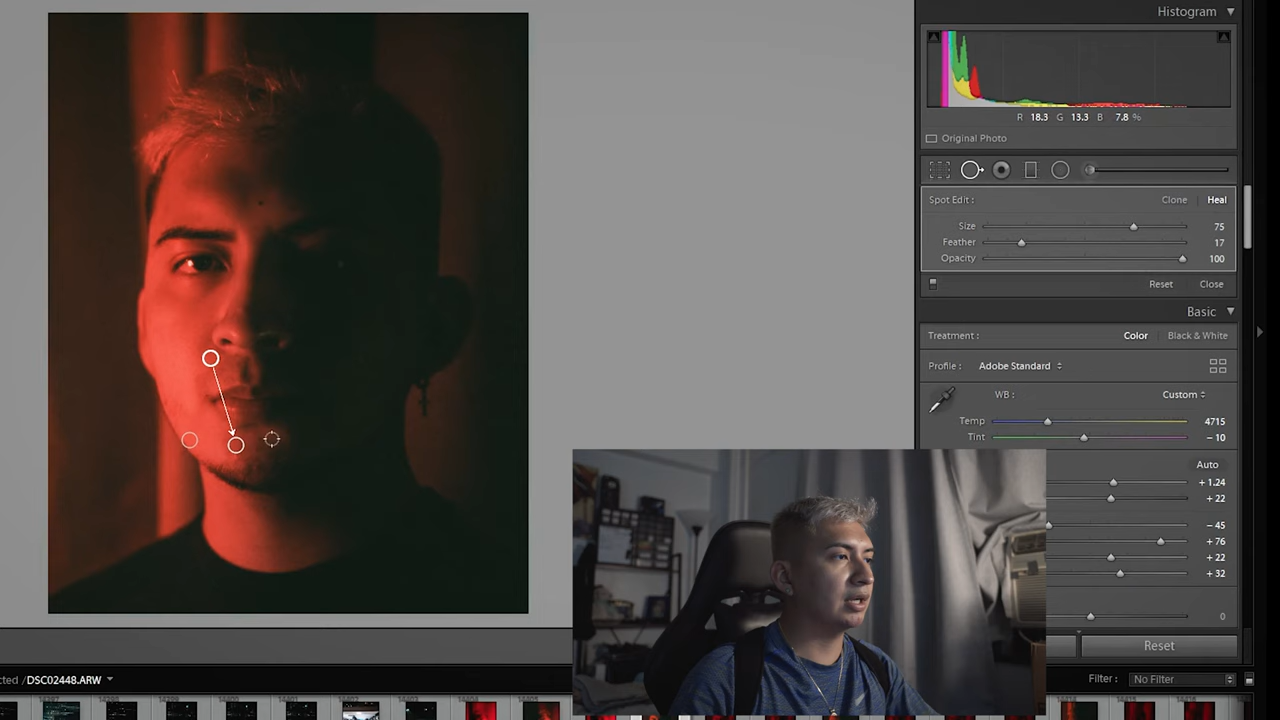 Histogram
R 18.3 G 13.3 B 7.8 %
Original Photo
Spot Edit : Clone Heal
Size 75
Feather 17
Opacity 100
Reset Close
Basic
Treatment : Color Black & White
Profile : Adobe Standard
WB : Custom
Temp 4715
Tint – 10
Auto
+ 1.24
+ 22
– 45
+ 76
+ 22
+ 32
0
Reset
cted / DSC02448.ARW
Filter : No Filter